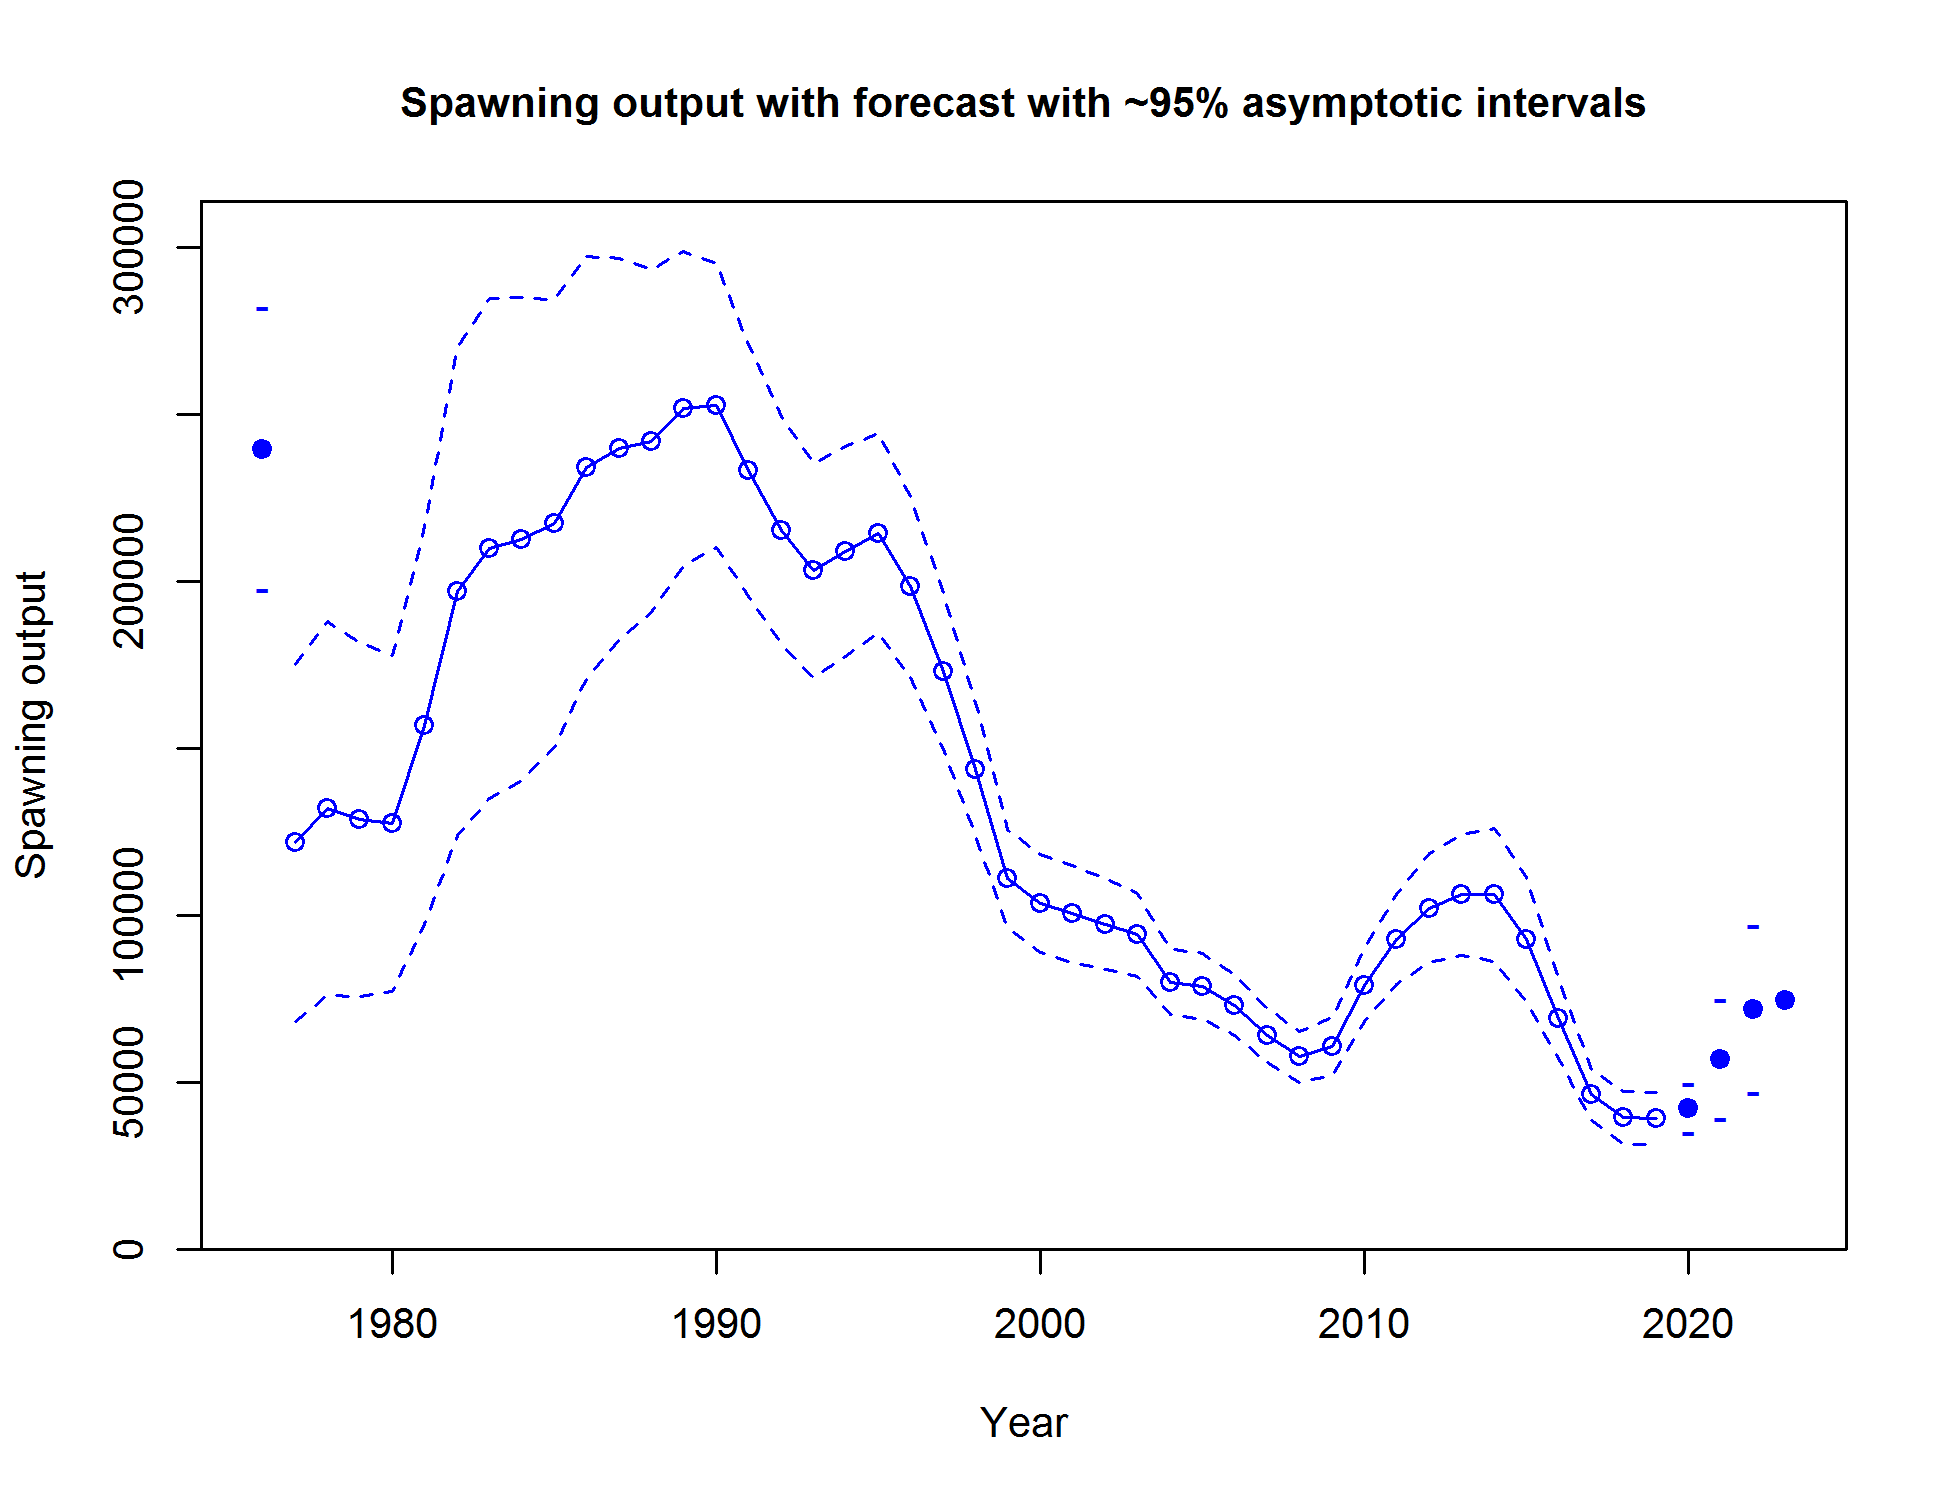 Spawning output with forecast with ~95% asymptotic intervals
300000
200000
100000
50000
0
Spawning output
1980 1990 2000 2010 2020
Year